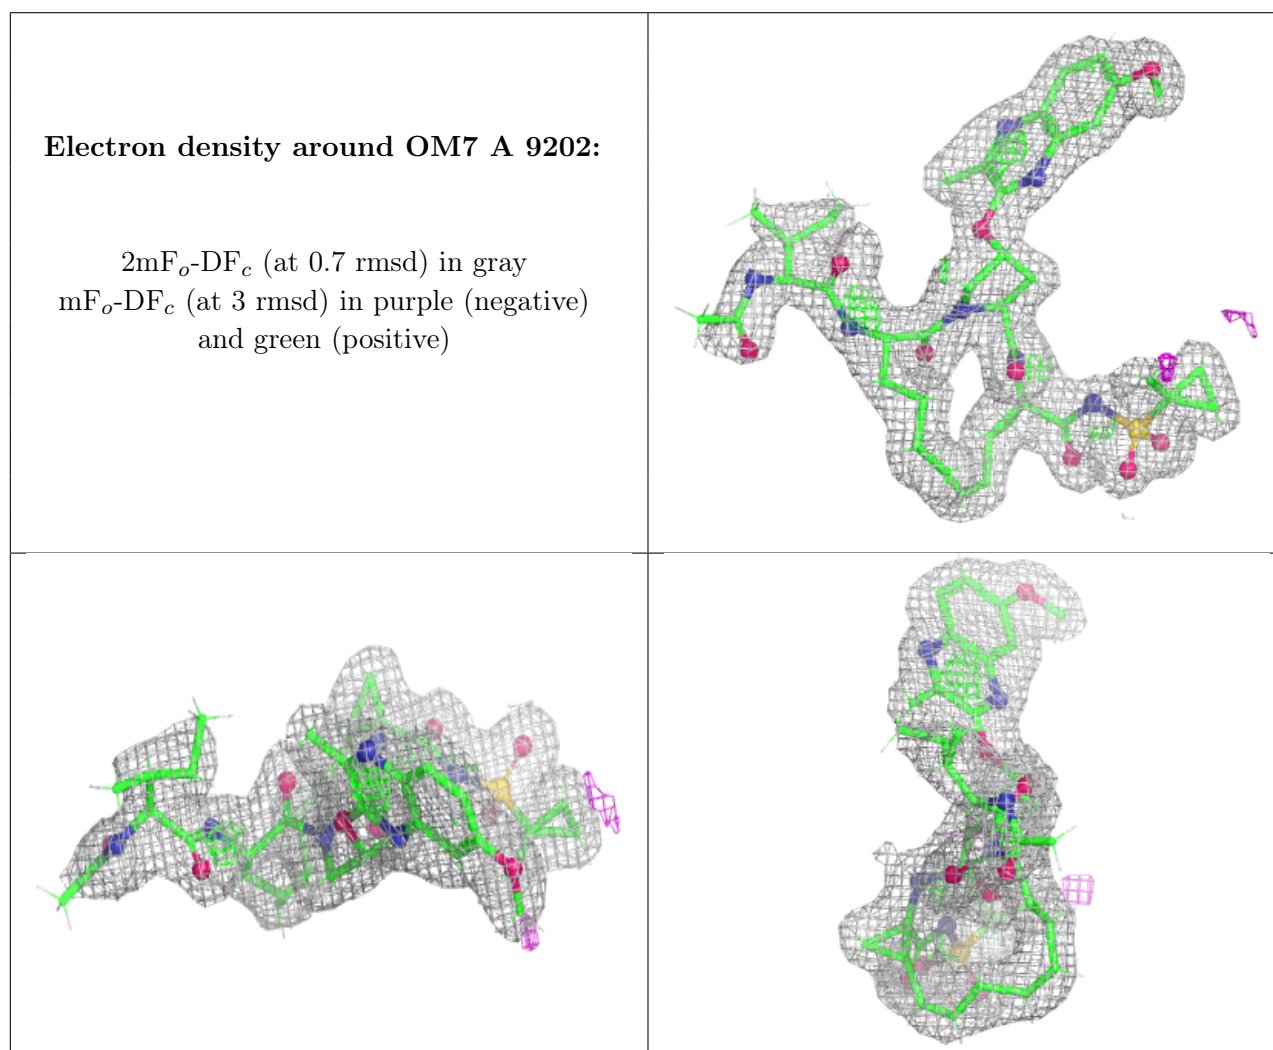 Electron density around OM7 A 9202:
2mFₒ-DF𝒸 (at 0.7 rmsd) in gray
mFₒ-DF𝒸 (at 3 rmsd) in purple (negative)
and green (positive)